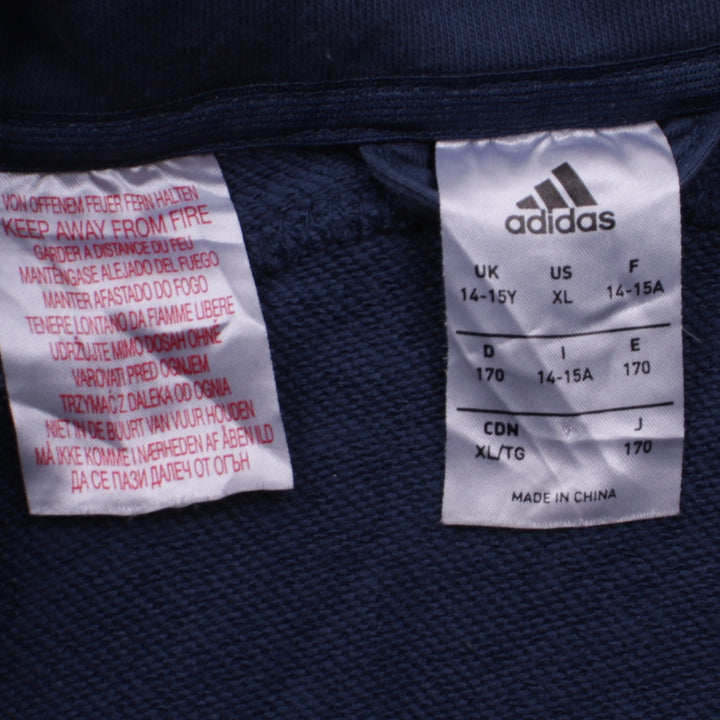 VON OFFENEM FEUER FERN HALTEN
KEEP AWAY FROM FIRE
GARDER A DISTANCE DU FEU
MANTENGASE ALEJADO DEL FUEGO
MANTER AFASTADO DO FOGO
TENERE LONTANO DA FIAMME LIBERE
UDRŽUJTE MIMO DOSAH OHNĚ
VAROVATI PRED OGNJEM
TRZYMAĆ Z DALEKA OD OGNIA
NIET IN DE BUURT VAN VUUR HOUDEN
MÅ IKKE KOMME I NÆRHEDEN AF ÅBEN ILD
ДА СЕ ПАЗИ ДАЛЕЧ ОТ ОГЪН
adidas
UK US F
14-15Y XL 14-15A
D I E
170 14-15A 170
CDN J
XL/TG 170
MADE IN CHINA